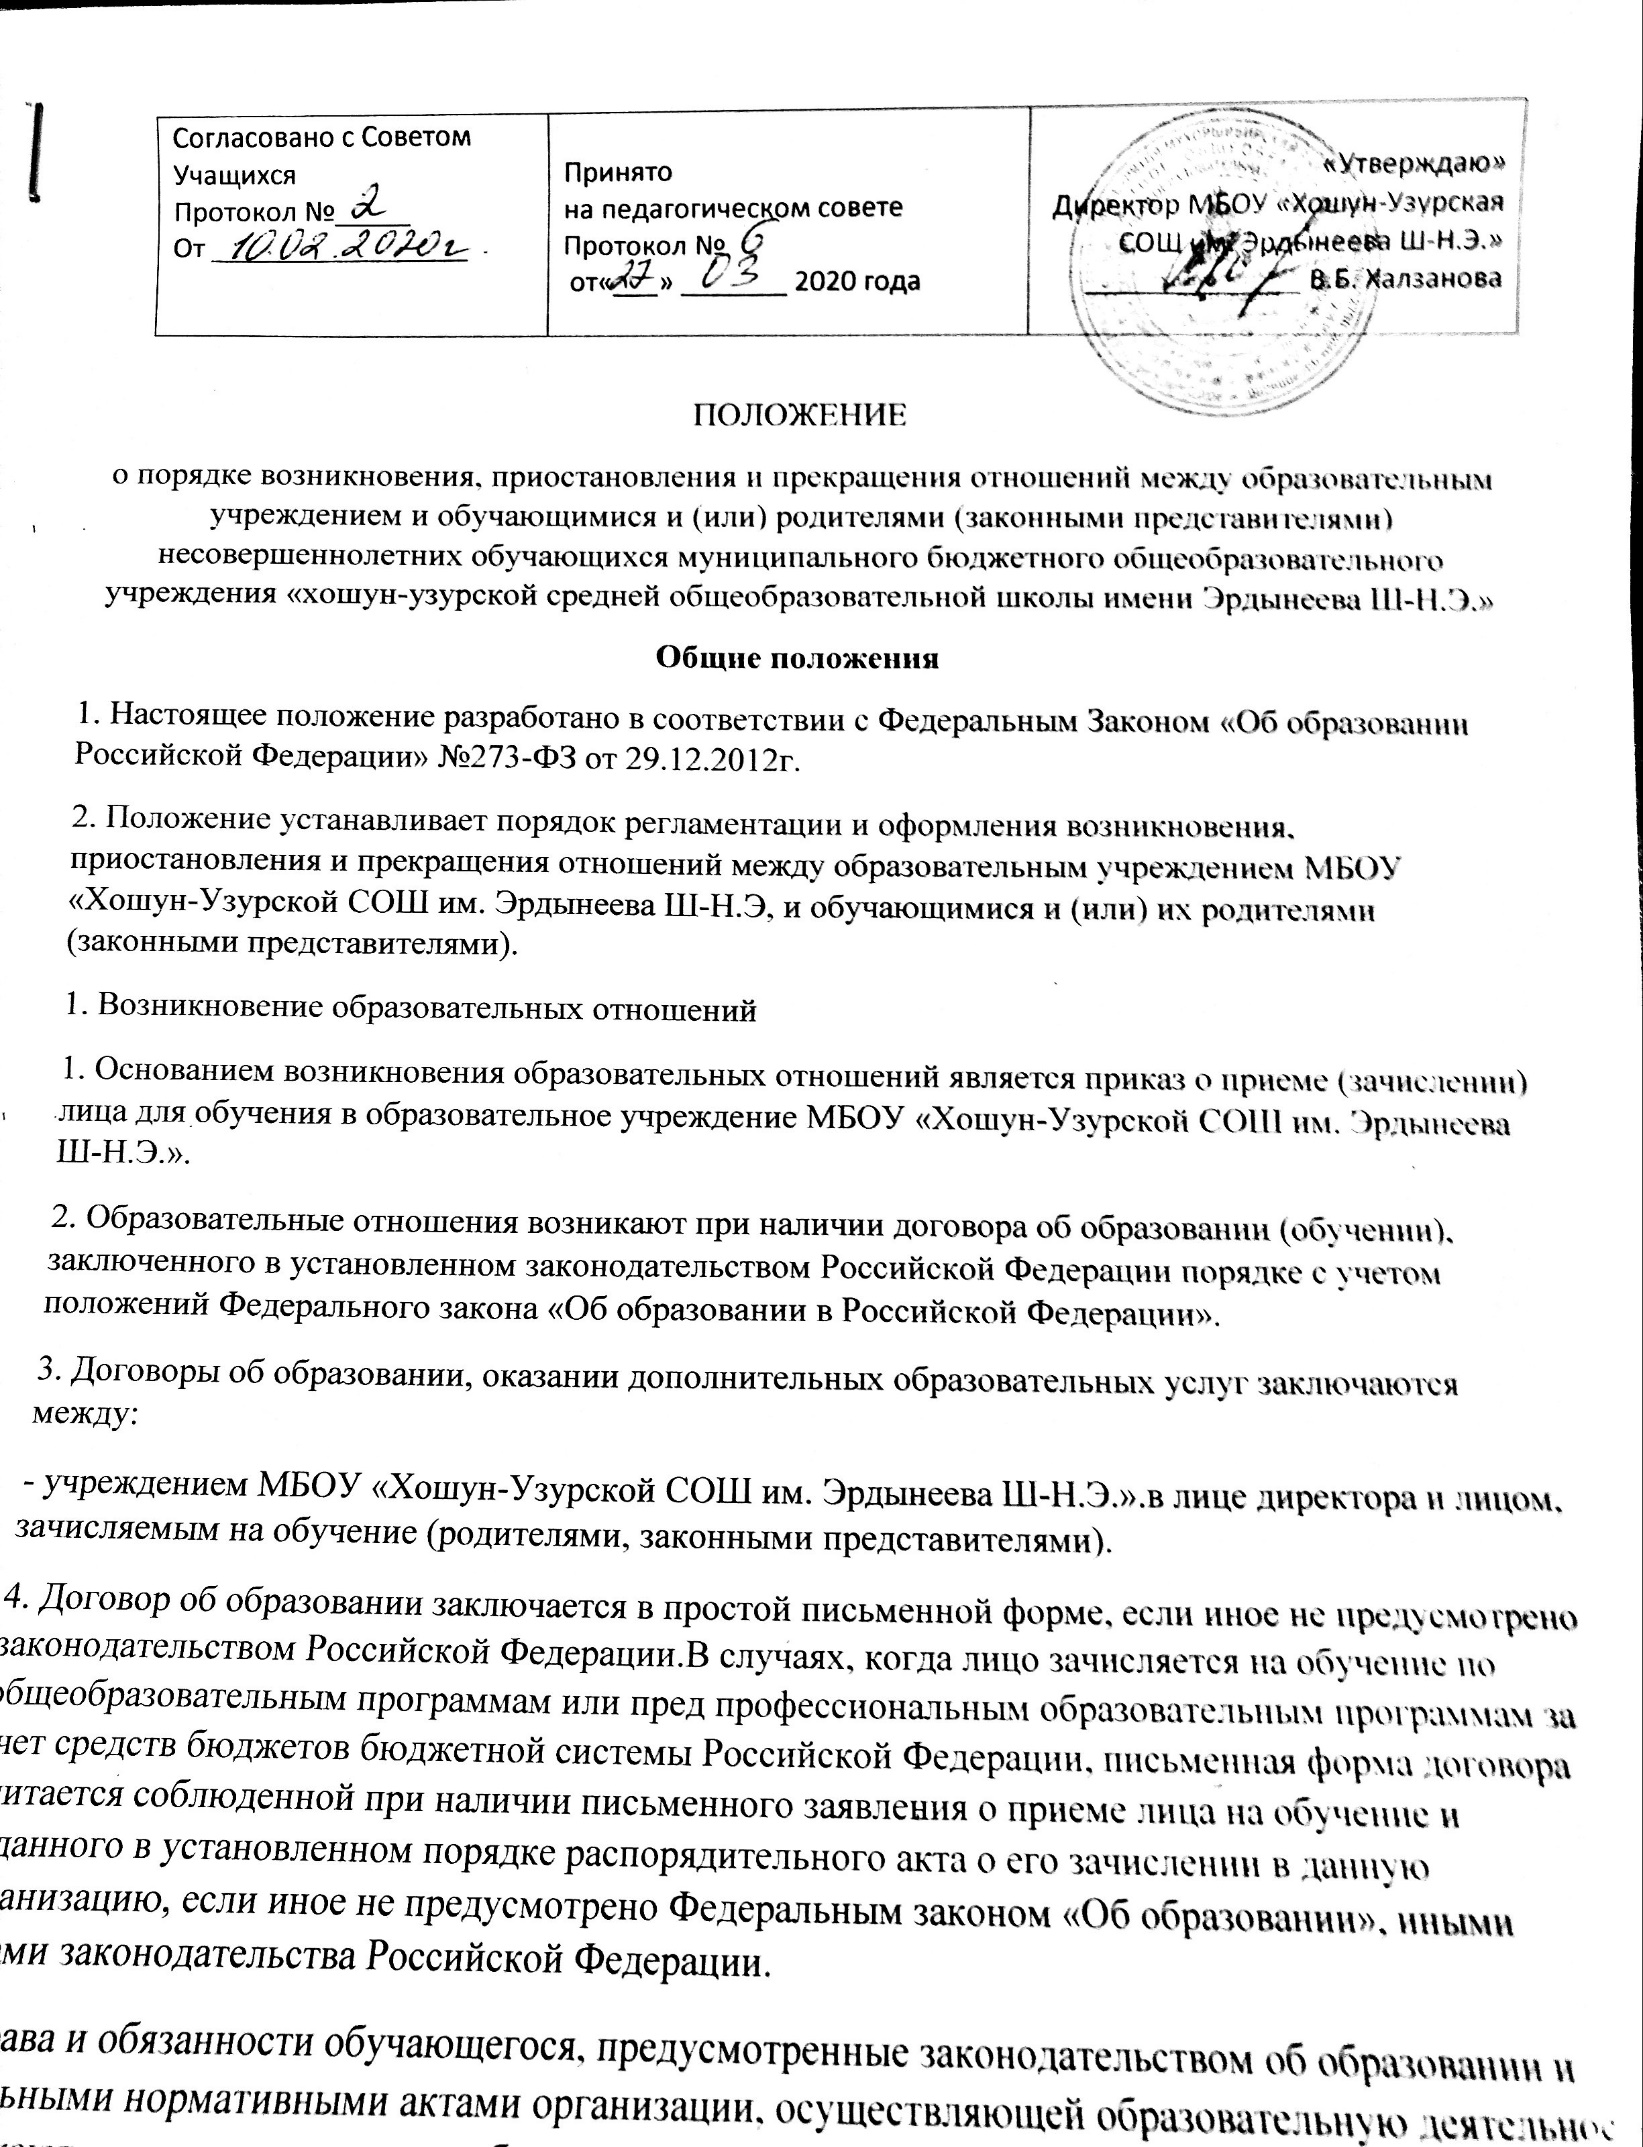 Согласовано с Советом
Учащихся
Протокол № 2
От 10.02.2020г.
Принято
на педагогическом совете
Протокол № 6
от«27» 03 2020 года
«Утверждаю»
Директор МБОУ «Хошун-Узурская
СОШ им. Эрдынеева Ш-Н.Э.»
В.Б. Халзанова
ПОЛОЖЕНИЕ
о порядке возникновения, приостановления и прекращения отношений между образовательным
учреждением и обучающимися и (или) родителями (законными представителями)
несовершеннолетних обучающихся муниципального бюджетного общеобразовательного
учреждения «хошун-узурской средней общеобразовательной школы имени Эрдынеева Ш-Н.Э.»
Общие положения
1. Настоящее положение разработано в соответствии с Федеральным Законом «Об образовании
Российской Федерации» №273-ФЗ от 29.12.2012г.
2. Положение устанавливает порядок регламентации и оформления возникновения,
приостановления и прекращения отношений между образовательным учреждением МБОУ
«Хошун-Узурской СОШ им. Эрдынеева Ш-Н.Э, и обучающимися и (или) их родителями
(законными представителями).
1. Возникновение образовательных отношений
1. Основанием возникновения образовательных отношений является приказ о приеме (зачислении)
лица для обучения в образовательное учреждение МБОУ «Хошун-Узурской СОШ им. Эрдынеева
Ш-Н.Э.».
2. Образовательные отношения возникают при наличии договора об образовании (обучении),
заключенного в установленном законодательством Российской Федерации порядке с учетом
положений Федерального закона «Об образовании в Российской Федерации».
3. Договоры об образовании, оказании дополнительных образовательных услуг заключаются
между:
- учреждением МБОУ «Хошун-Узурской СОШ им. Эрдынеева Ш-Н.Э.».в лице директора и лицом,
зачисляемым на обучение (родителями, законными представителями).
4. Договор об образовании заключается в простой письменной форме, если иное не предусмотрено
законодательством Российской Федерации.В случаях, когда лицо зачисляется на обучение по
общеобразовательным программам или пред профессиональным образовательным программам за
чет средств бюджетов бюджетной системы Российской Федерации, письменная форма договора
итается соблюденной при наличии письменного заявления о приеме лица на обучение и
данного в установленном порядке распорядительного акта о его зачислении в данную
анизацию, если иное не предусмотрено Федеральным законом «Об образовании», иными
ами законодательства Российской Федерации.
ава и обязанности обучающегося, предусмотренные законодательством об образовании и
ьными нормативными актами организации, осуществляющей образовательную деятельнос